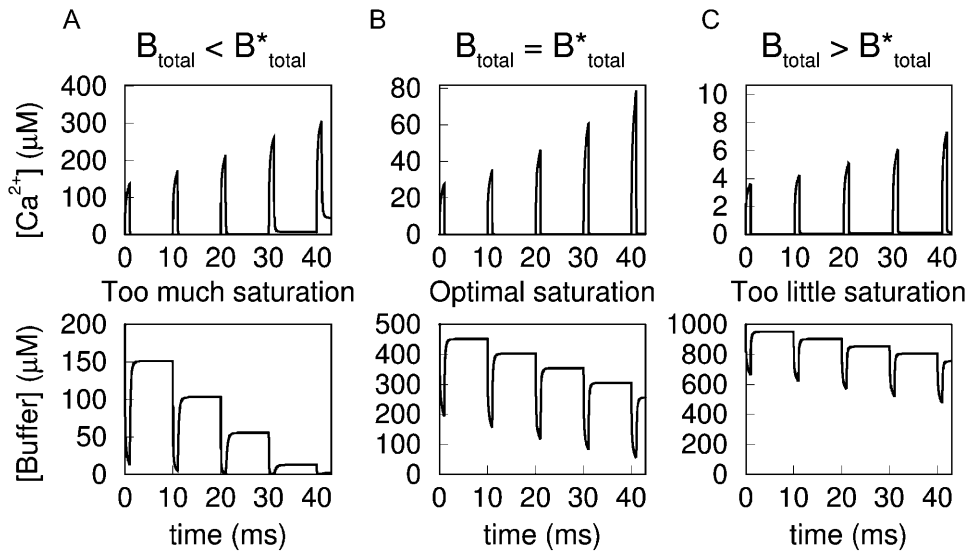 A B C
B_total < B*_total B_total = B*_total B_total > B*_total
[Ca²⁺] (μM)
400
300
200
100
0
0 10 20 30 40
80
60
40
20
0
0 10 20 30 40
10
8
6
4
2
0
0 10 20 30 40
Too much saturation Optimal saturation Too little saturation
[Buffer] (μM)
200
150
100
50
0
0 10 20 30 40
500
400
300
200
100
0
0 10 20 30 40
1000
800
600
400
200
0
0 10 20 30 40
time (ms) time (ms) time (ms)